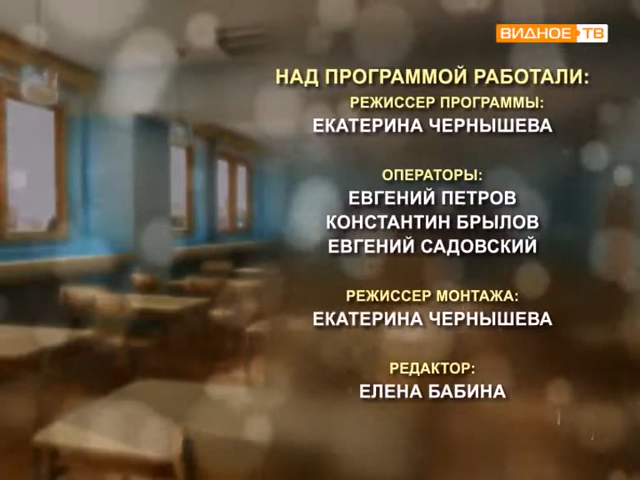 ВИДНОЕ ТВ
НАД ПРОГРАММОЙ РАБОТАЛИ:
РЕЖИССЕР ПРОГРАММЫ:
ЕКАТЕРИНА ЧЕРНЫШЕВА
ОПЕРАТОРЫ:
ЕВГЕНИЙ ПЕТРОВ
КОНСТАНТИН БРЫЛОВ
ЕВГЕНИЙ САДОВСКИЙ
РЕЖИССЕР МОНТАЖА:
ЕКАТЕРИНА ЧЕРНЫШЕВА
РЕДАКТОР:
ЕЛЕНА БАБИНА